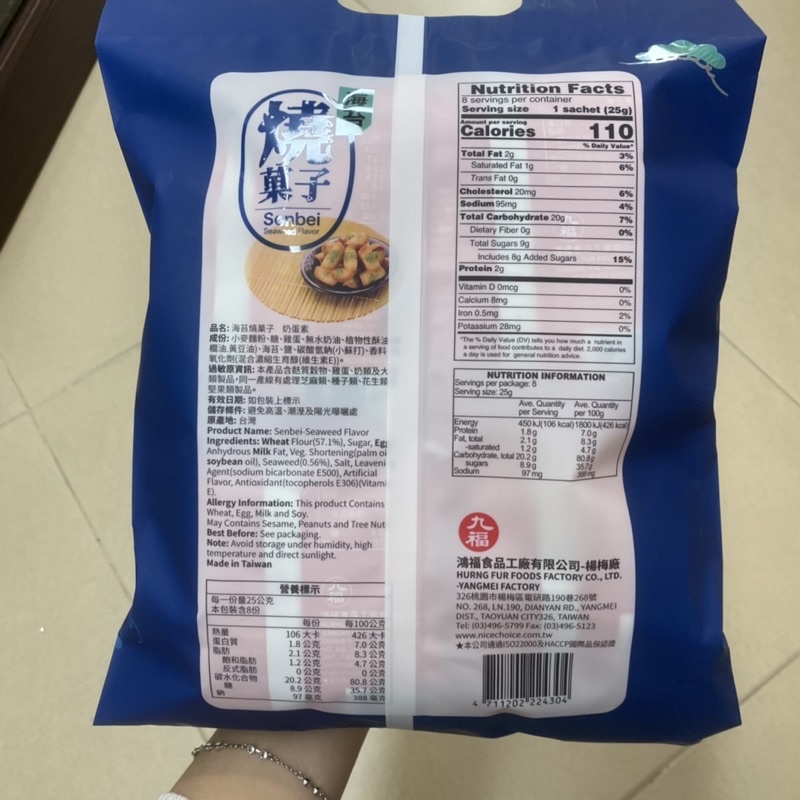 海苔
燒
菓子
Senbei
Seaweed Flavor
品名: 海苔燒菓子 奶蛋素
成份: 小麥麵粉、糖、雞蛋、無水奶油、植物性酥油
欖油、黃豆油)、海苔、鹽、碳酸氫鈉(小蘇打)、香料
氧化劑(混合濃縮生育醇(維生素E))。
過敏原資訊: 本產品含麩質穀物、雞蛋、奶類及大
類製品，同一產線有處理芝麻類、種子類、花生類
堅果類製品。
有效日期: 如包裝上標示
儲存條件: 避免高溫、潮溼及陽光曝曬處
原產地: 台灣
Product Name: Senbei-Seaweed Flavor
Ingredients: Wheat Flour(57.1%), Sugar, Egg
Anhydrous Milk Fat, Veg. Shortening(palm oi
soybean oil), Seaweed(0.56%), Salt, Leaveni
Agent(sodium bicarbonate E500), Artificial
Flavor, Antioxidant(tocopherols E306)(Vitami
E).
Allergy Information: This product Contains
Wheat, Egg, Milk and Soy.
May Contains Sesame, Peanuts and Tree Nut
Best Before: See packaging.
Note: Avoid storage under humidity, high
temperature and direct sunlight.
Made in Taiwan
營養標示
每一份量25公克
本包裝含8份
每份 每100公克
熱量 106 大卡 426 大卡
蛋白質 1.8 公克 7.0 公克
脂肪 2.1 公克 8.3 公克
飽和脂肪 1.2 公克 4.7 公克
反式脂肪 0 公克 0 公克
碳水化合物 20.2 公克 80.8 公克
糖 8.9 公克 35.7 公克
鈉 97 毫克 388 毫克
Nutrition Facts
8 servings per container
Serving size 1 sachet (25g)
Amount per serving
Calories 110
% Daily Value*
Total Fat 2g 3%
Saturated Fat 1g 6%
Trans Fat 0g
Cholesterol 20mg 6%
Sodium 95mg 4%
Total Carbohydrate 20g 7%
Dietary Fiber 0g 0%
Total Sugars 9g
Includes 8g Added Sugars 15%
Protein 2g
Vitamin D 0mcg 0%
Calcium 8mg 0%
Iron 0.5mg 2%
Potassium 28mg 0%
*The % Daily Value (DV) tells you how much a nutrient in
a serving of food contributes to a daily diet. 2,000 calories
a day is used for general nutrition advice.
NUTRITION INFORMATION
Servings per package: 8
Serving size: 25g
Ave. Quantity Ave. Quantity
per Serving per 100g
Energy 450 kJ(106 kcal) 1800 kJ(426 kcal)
Protein 1.8 g 7.0 g
Fat, total 2.1 g 8.3 g
-saturated 1.2 g 4.7 g
Carbohydrate, total 20.2 g 80.8 g
sugars 8.9 g 35.7 g
Sodium 97 mg 388 mg
九福
鴻福食品工廠有限公司-楊梅廠
HURNG FUR FOODS FACTORY CO., LTD.
-YANGMEI FACTORY
326桃園市楊梅區電研路190巷268號
NO. 268, LN.190, DIANYAN RD., YANGMEI
DIST., TAOYUAN CITY326, TAIWAN
Tel: (03)496-5799 Fax: (03)496-5123
www.nicechoice.com.tw
★本公司通過ISO22000及HACCP國際品保認證
4 711202 224304